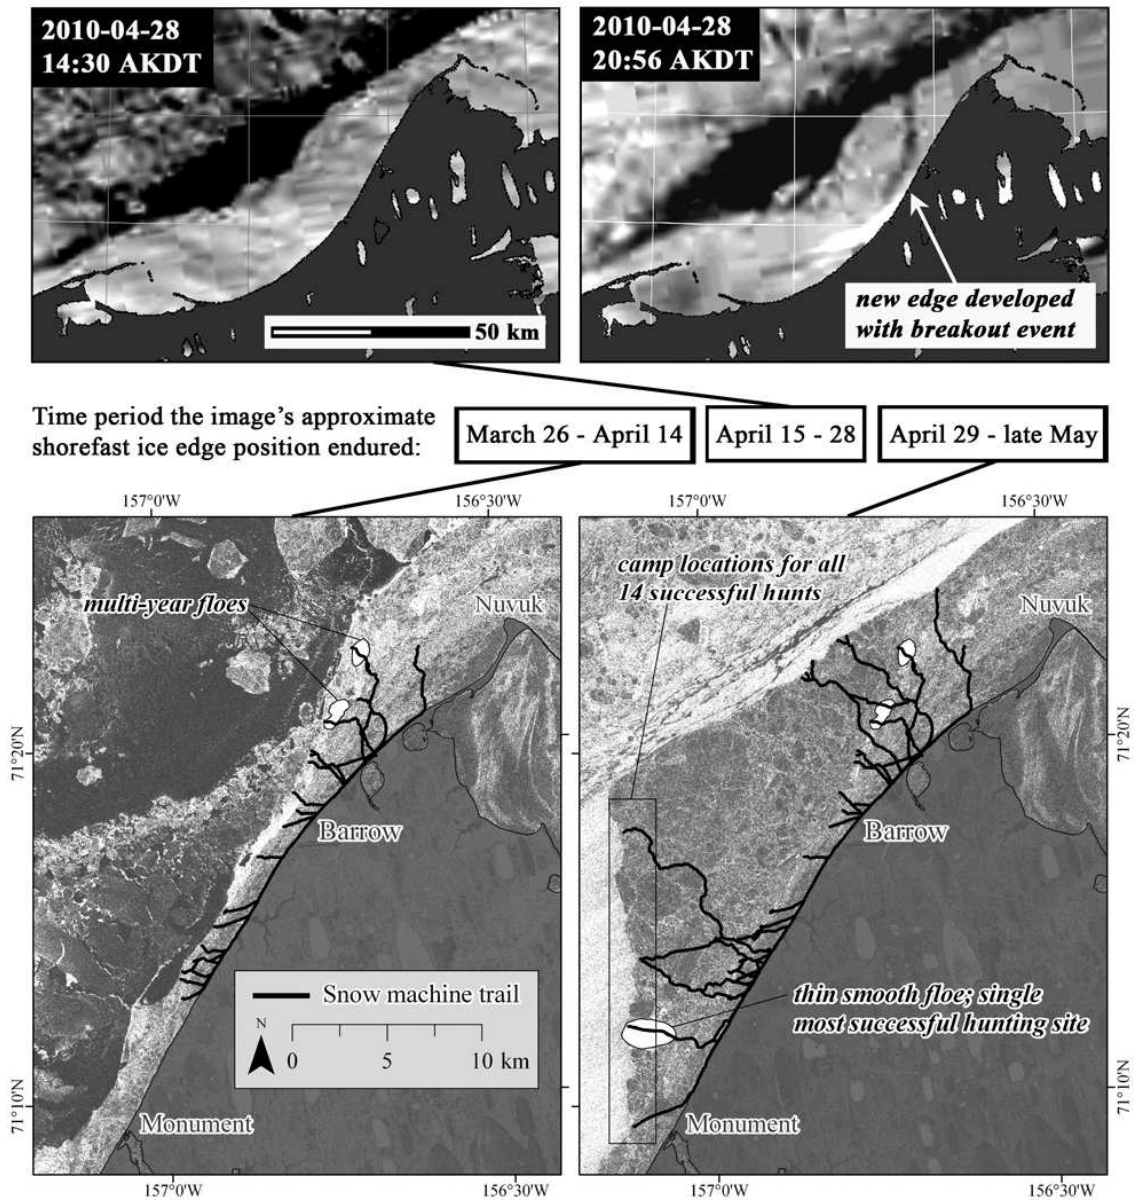 2010-04-28
14:30 AKDT
50 km
2010-04-28
20:56 AKDT
new edge developed
with breakout event
Time period the image's approximate
shorefast ice edge position endured:
March 26 - April 14
April 15 - 28
April 29 - late May
157°0'W
156°30'W
multi-year floes
Nuvuk
71°20'N
Barrow
Snow machine trail
N
0
5
10 km
71°10'N
Monument
157°0'W
156°30'W
157°0'W
156°30'W
camp locations for all
14 successful hunts
Nuvuk
71°20'N
Barrow
thin smooth floe; single
most successful hunting site
71°10'N
Monument
157°0'W
156°30'W